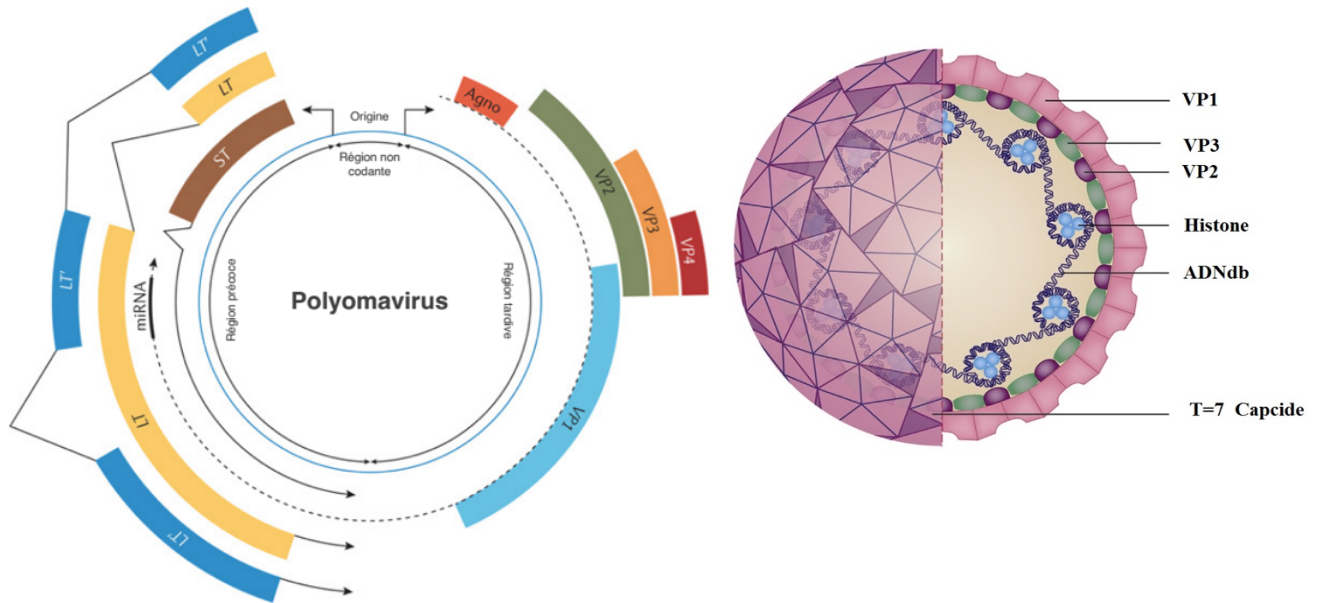 LT'
LT
ST
Origine
Région non
codante
Agno
VP2
VP3
VP4
LT'
LT
miRNA
Région précoce
Polyomavirus
Région tardive
VP1
LT'
VP1
VP3
VP2
Histone
ADNdb
T=7 Capcide